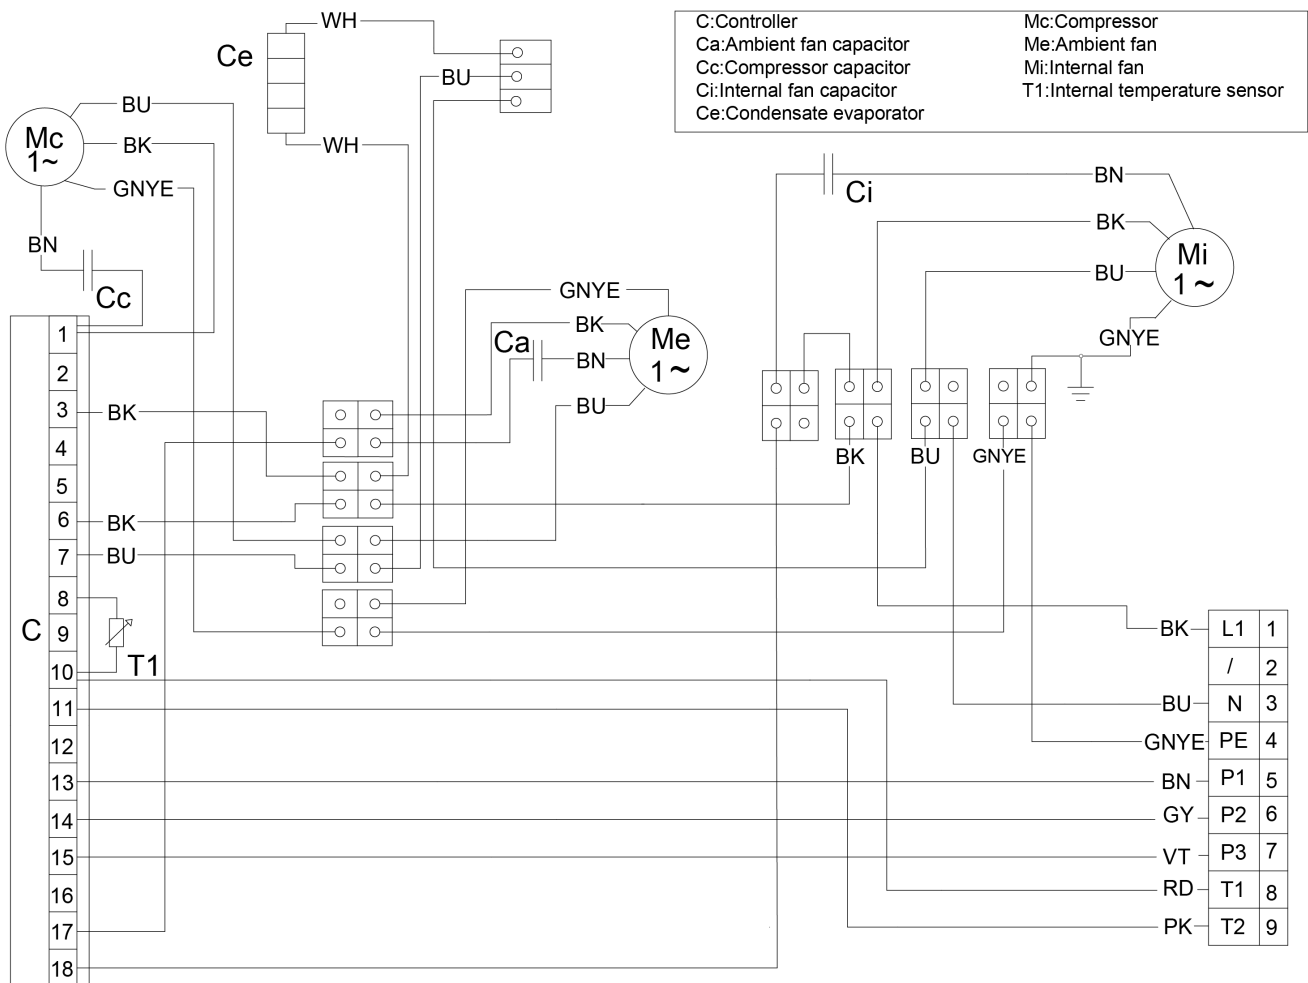 C:Controller Mc:Compressor
Ca:Ambient fan capacitor Me:Ambient fan
Cc:Compressor capacitor Mi:Internal fan
Ci:Internal fan capacitor T1:Internal temperature sensor
Ce:Condensate evaporator
WH
Ce
BU
WH
BU
Mc
1~
BK
GNYE
BN
Cc
Ci
BN
BK
Mi
1~
BU
GNYE
GNYE
BK
Me
1~
Ca
BN
BU
BK
BU
GNYE
C
1
2
3
BK
4
5
6
BK
7
BU
8
9
10
T1
11
12
13
14
15
16
17
18
BK L1 1
/ 2
BU N 3
GNYE PE 4
BN P1 5
GY P2 6
VT P3 7
RD T1 8
PK T2 9